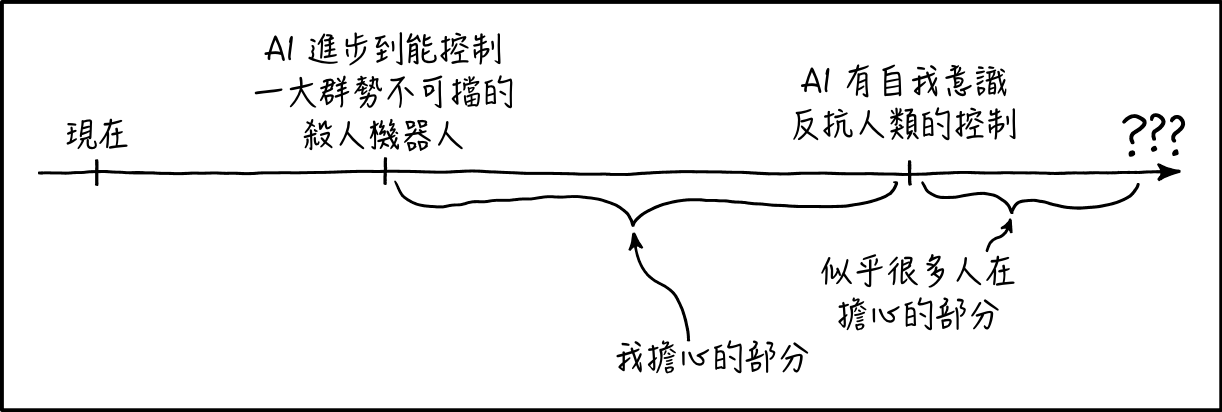 現在
AI 進步到能控制
一大群勢不可擋的
殺人機器人
AI 有自我意識
反抗人類的控制
???
我擔心的部分
似乎很多人在
擔心的部分